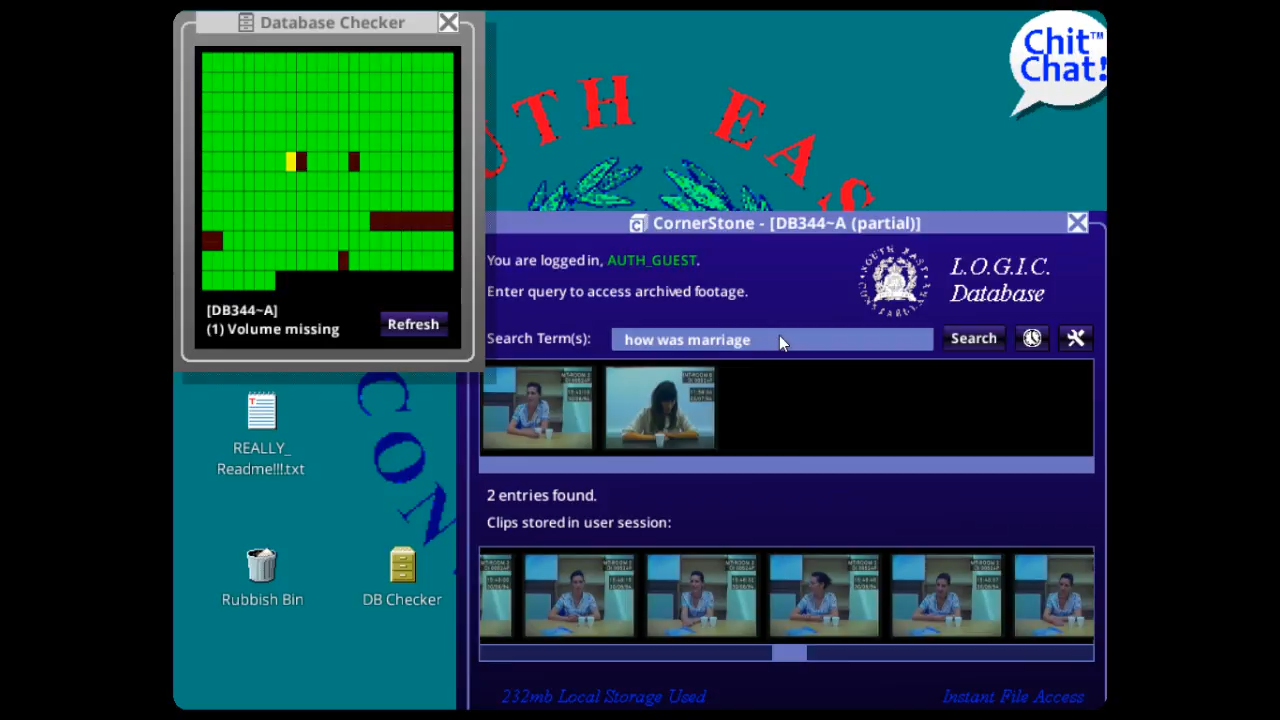 Database Checker
[DB344~A]
(1) Volume missing
Refresh
UTH EAS
Chit™
Chat!
CornerStone - [DB344~A (partial)]
You are logged in, AUTH_GUEST.
Enter query to access archived footage.
L.O.G.I.C.
Database
Search Term(s):
how was marriage
Search
2 entries found.
Clips stored in user session:
232mb Local Storage Used
Instant File Access
CON
REALLY_
Readme!!!.txt
Rubbish Bin
DB Checker